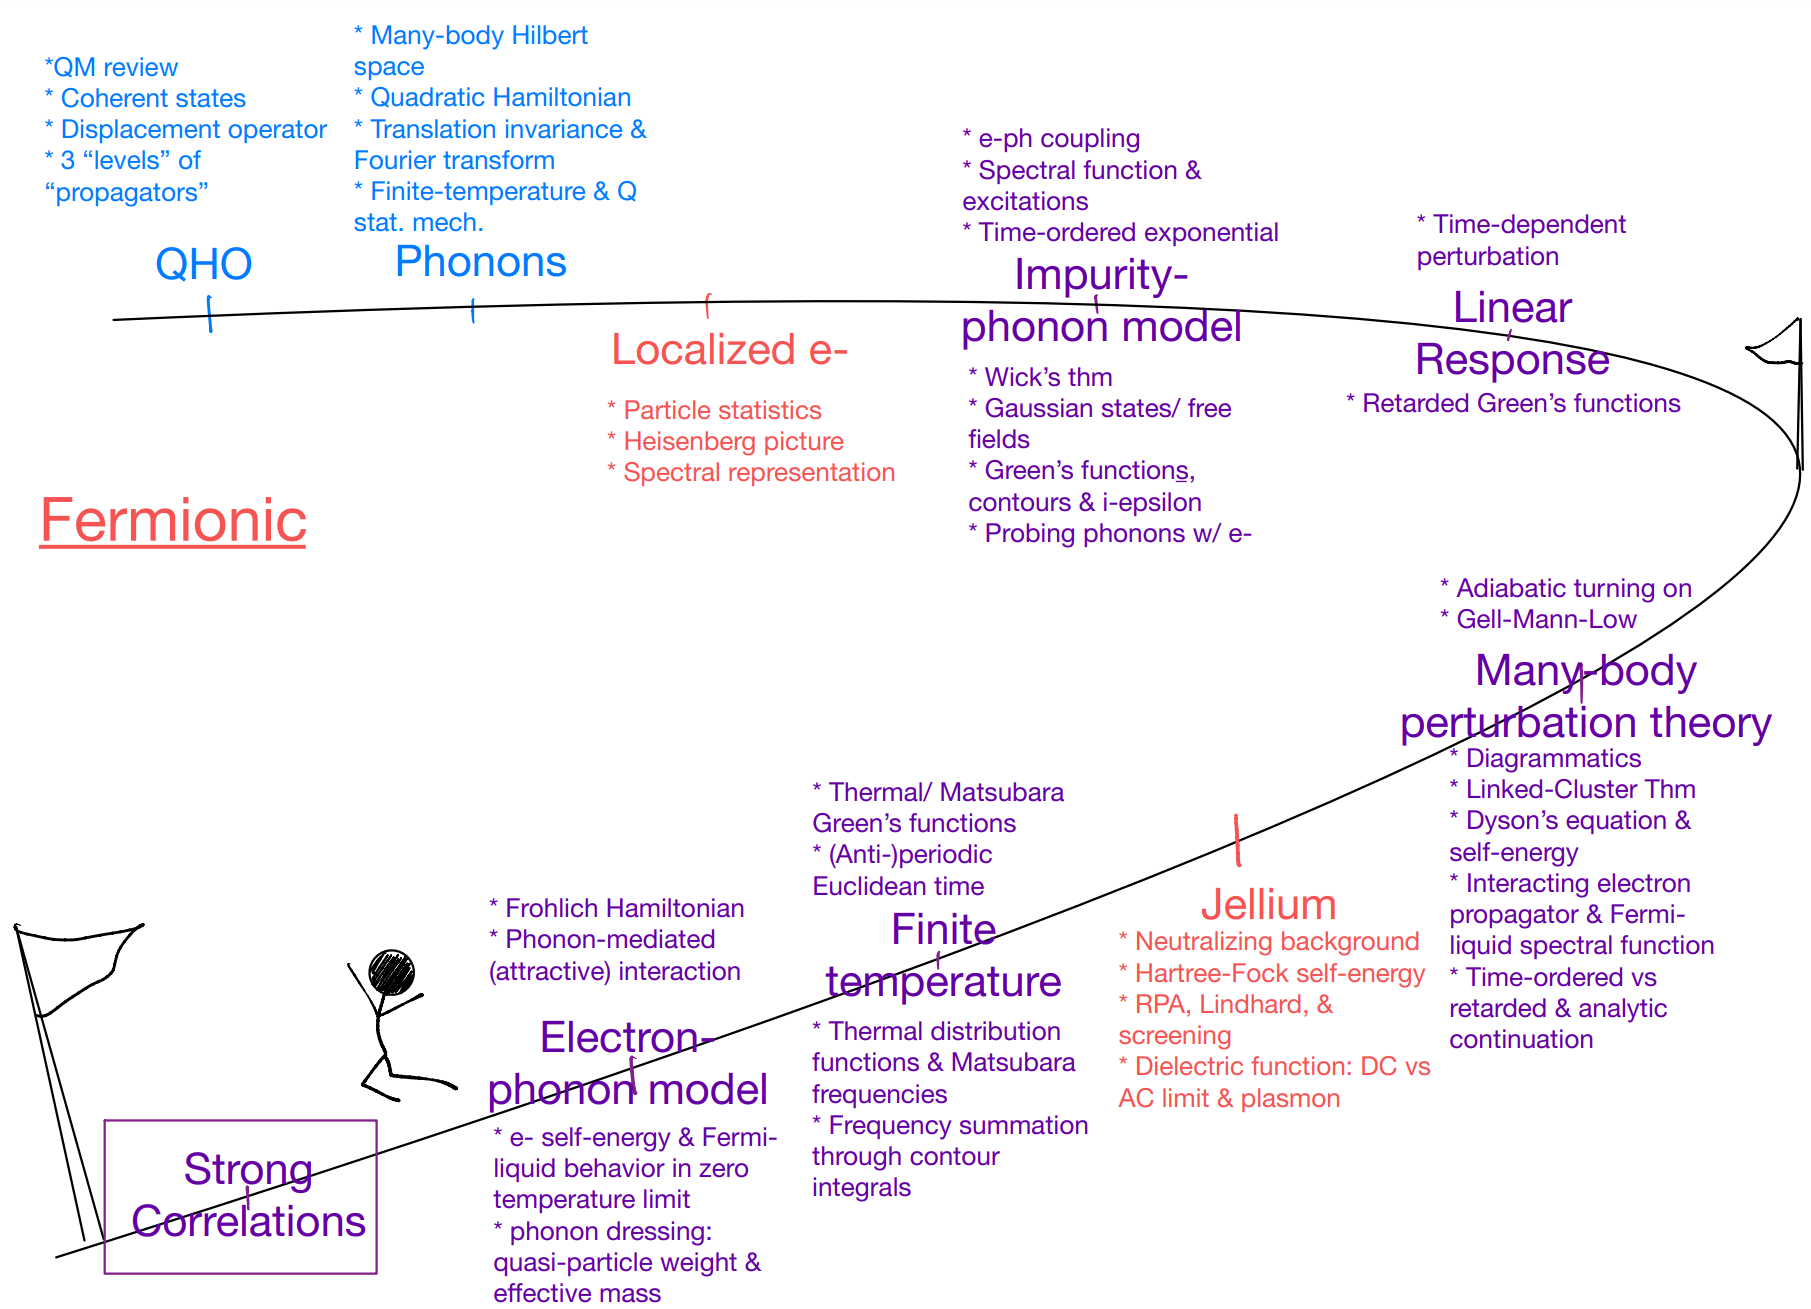 *QM review
* Coherent states
* Displacement operator
* 3 “levels” of
“propagators”
QHO
* Many-body Hilbert
space
* Quadratic Hamiltonian
* Translation invariance &
Fourier transform
* Finite-temperature & Q
stat. mech.
Phonons
Localized e-
* Particle statistics
* Heisenberg picture
* Spectral representation
* e-ph coupling
* Spectral function &
excitations
* Time-ordered exponential
Impurity-
phonon model
* Wick’s thm
* Gaussian states/ free
fields
* Green’s functions,
contours & i-epsilon
* Probing phonons w/ e-
* Time-dependent
perturbation
Linear
Response
* Retarded Green’s functions
Fermionic
* Adiabatic turning on
* Gell-Mann-Low
Many-body
perturbation theory
* Diagrammatics
* Linked-Cluster Thm
* Dyson’s equation &
self-energy
* Interacting electron
propagator & Fermi-
liquid spectral function
* Time-ordered vs
retarded & analytic
continuation
Jellium
* Neutralizing background
* Hartree-Fock self-energy
* RPA, Lindhard, &
screening
* Dielectric function: DC vs
AC limit & plasmon
* Thermal/ Matsubara
Green’s functions
* (Anti-)periodic
Euclidean time
Finite
temperature
* Thermal distribution
functions & Matsubara
frequencies
* Frequency summation
through contour
integrals
* Frohlich Hamiltonian
* Phonon-mediated
(attractive) interaction
Electron-
phonon model
* e- self-energy & Fermi-
liquid behavior in zero
temperature limit
* phonon dressing:
quasi-particle weight &
effective mass
Strong
Correlations